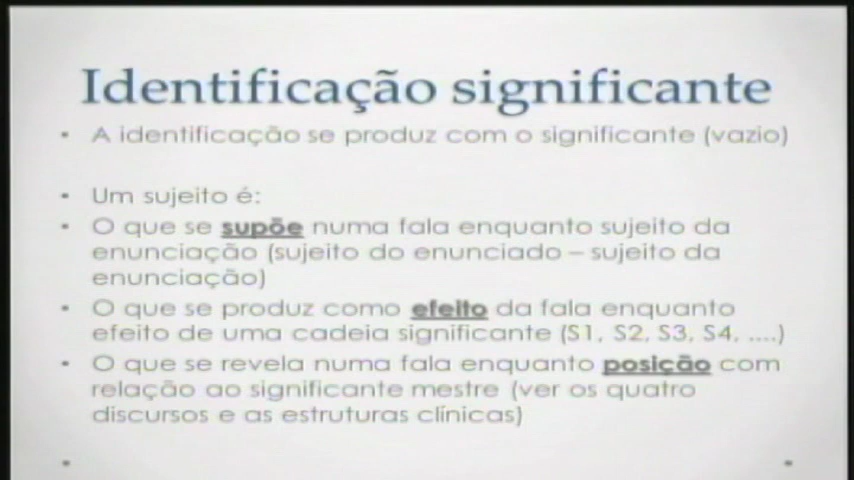 Identificação significante
• A identificação se produz com o significante (vazio)
• Um sujeito é:
• O que se supõe numa fala enquanto sujeito da
enunciação (sujeito do enunciado – sujeito da
enunciação)
• O que se produz como efeito da fala enquanto
efeito de uma cadeia significante (S1, S2, S3, S4, ....)
• O que se revela numa fala enquanto posição com
relação ao significante mestre (ver os quatro
discursos e as estruturas clínicas)